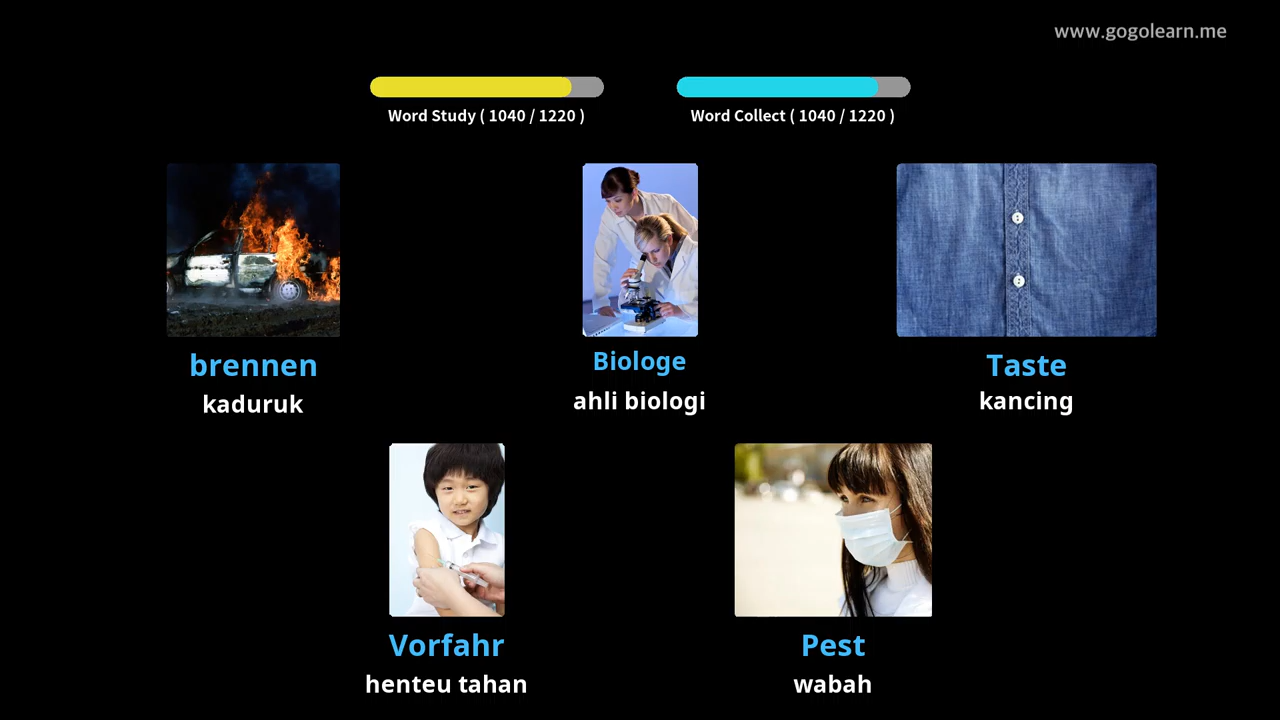 www.gogolearn.me
Word Study ( 1040 / 1220 )
Word Collect ( 1040 / 1220 )
brennen
kaduruk
Biologe
ahli biologi
Taste
kancing
Vorfahr
henteu tahan
Pest
wabah